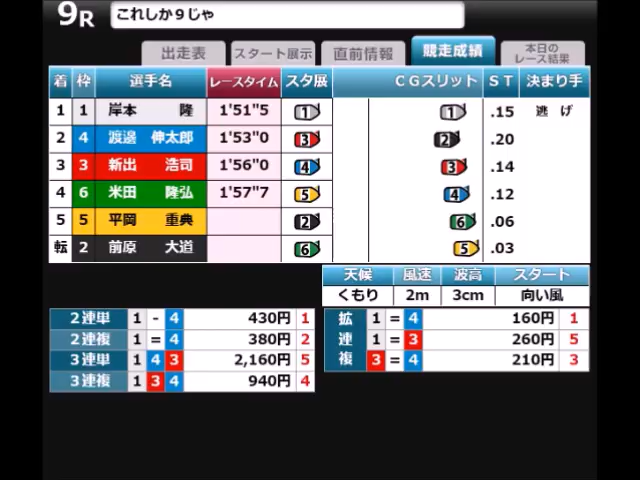 9R これしか9じゃ
出走表 スタート展示 直前情報 競走成績 本日の
レース結果
着 枠 選手名 レースタイム スタ展 CGスリット ST 決まり手
1 1 岸本 隆 1'51"5 1 1 .15 逃げ
2 4 渡邉 伸太郎 1'53"0 3 2 .20
3 3 新出 浩司 1'56"0 4 3 .14
4 6 米田 隆弘 1'57"7 5 4 .12
5 5 平岡 重典 2 6 .06
転 2 前原 大道 6 5 .03
天候 風速 波高 スタート
くもり 2m 3cm 向い風
2連単 1 - 4 430円 1
2連複 1 = 4 380円 2
3連単 1 4 3 2,160円 5
3連複 1 3 4 940円 4
拡 1 = 4 160円 1
連 1 = 3 260円 5
複 3 = 4 210円 3